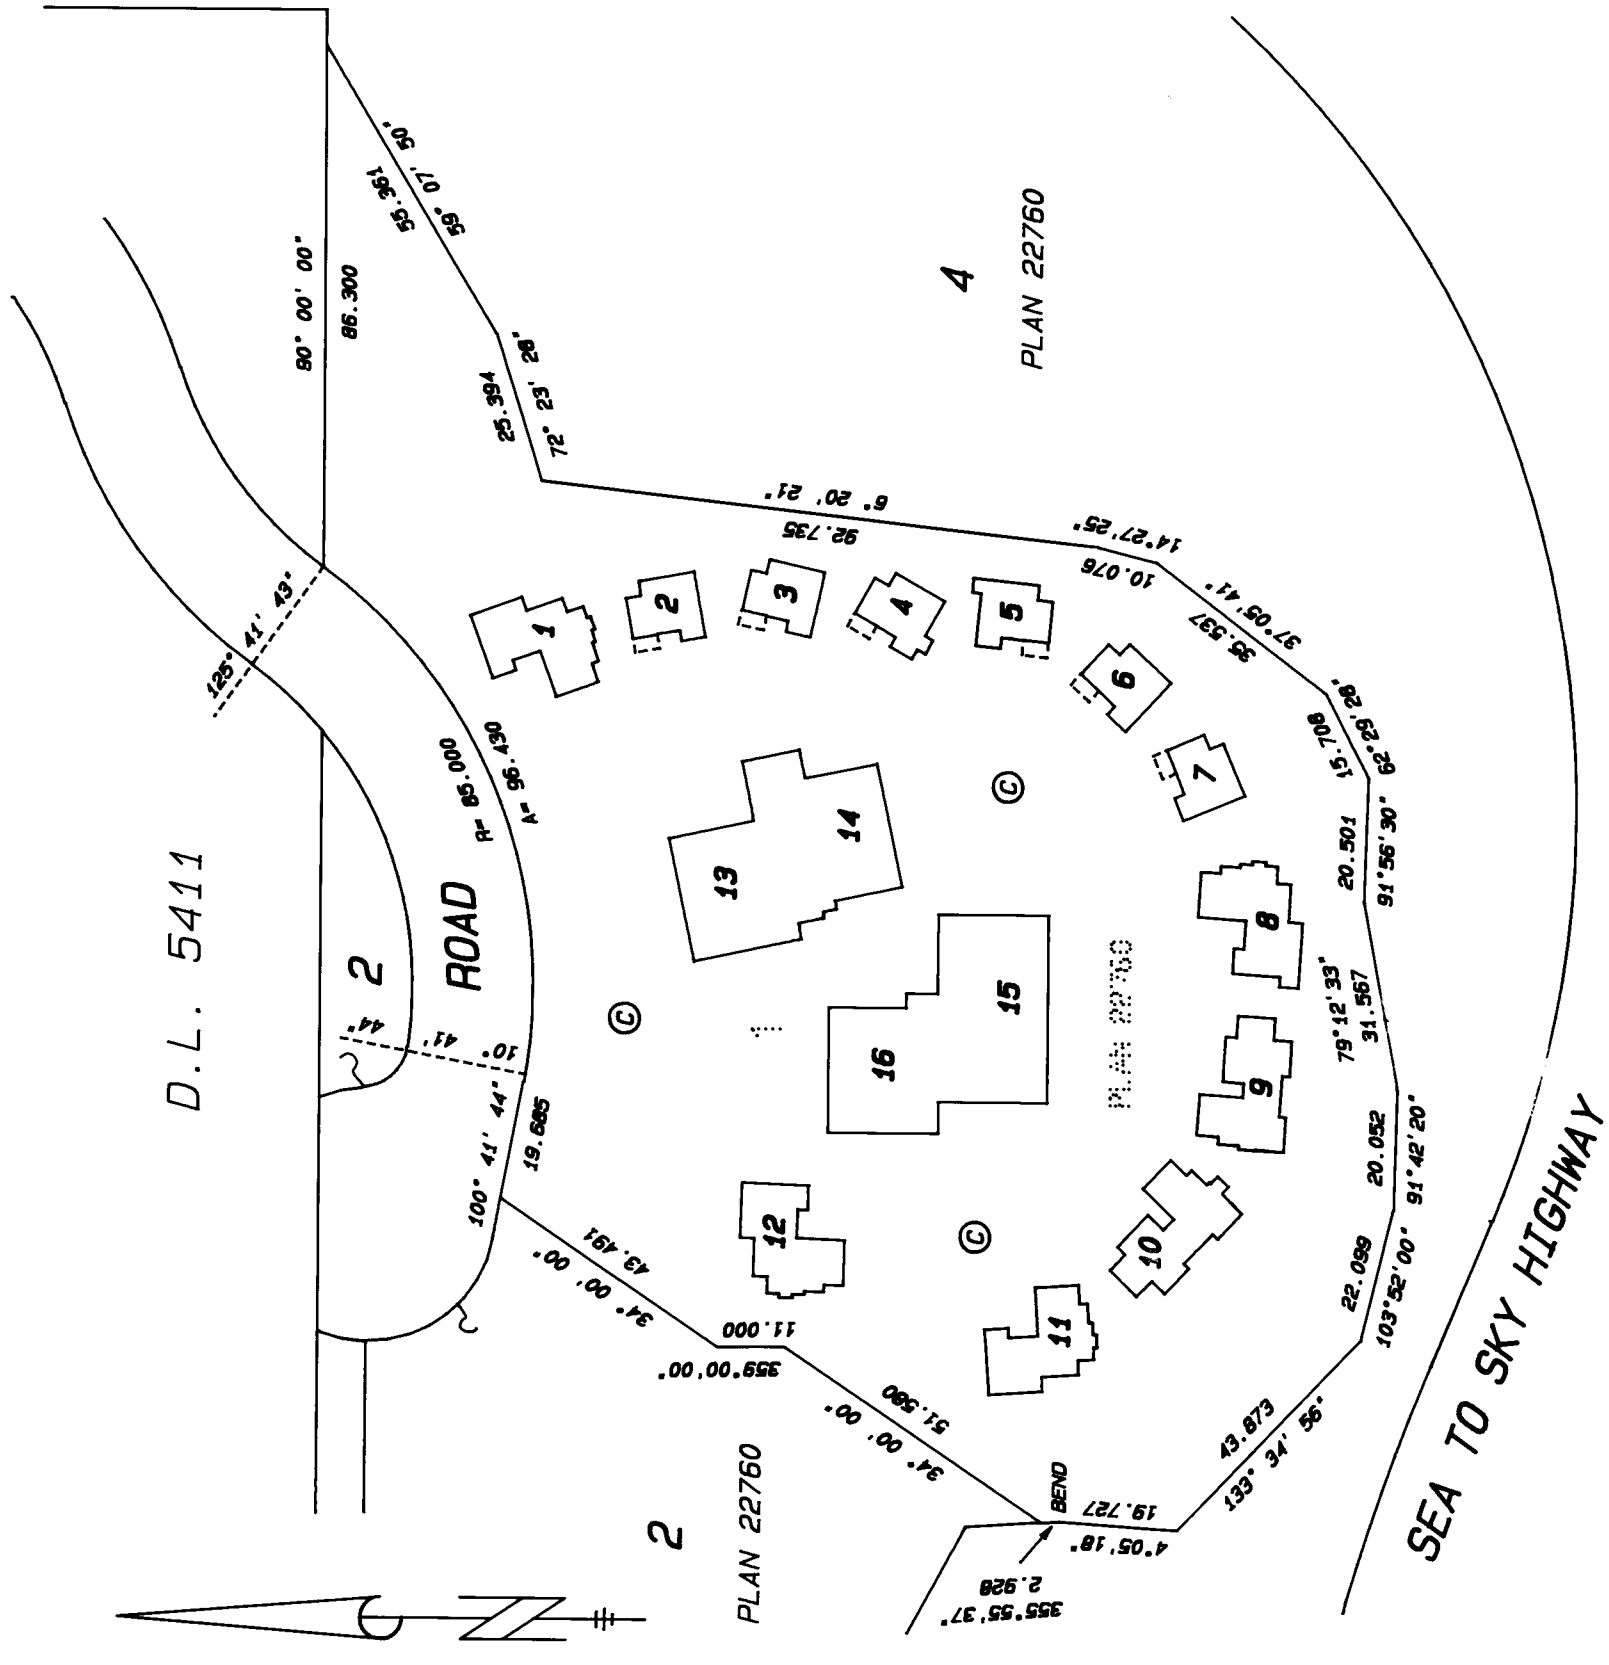 D.L. 5411
2
ROAD
90° 00' 00"
86.300
55.361
59° 07' 50"
25.394
72° 23' 28"
125° 41' 43"
R= 85.000
A= 96.430
10° 41' 44"
100° 41' 44"
19.685
34° 00' 00"
43.491
359°00'00"
11.000
34° 00' 00"
51.580
BEND
355°55'37"
2.928
4°05'18"
19.727
133° 34' 56"
43.873
103°52'00"
22.099
91°42'20"
20.052
79°12'33"
31.567
91°56'30"
20.501
62°29'28"
15.708
37°05'41"
35.537
14°27'25"
10.076
6° 20' 21"
92.735
1
2
3
4
5
6
7
8
9
10
11
12
13
14
15
16
C
C
C
1
PLAN 22760
2
PLAN 22760
4
PLAN 22760
SEA TO SKY HIGHWAY
N